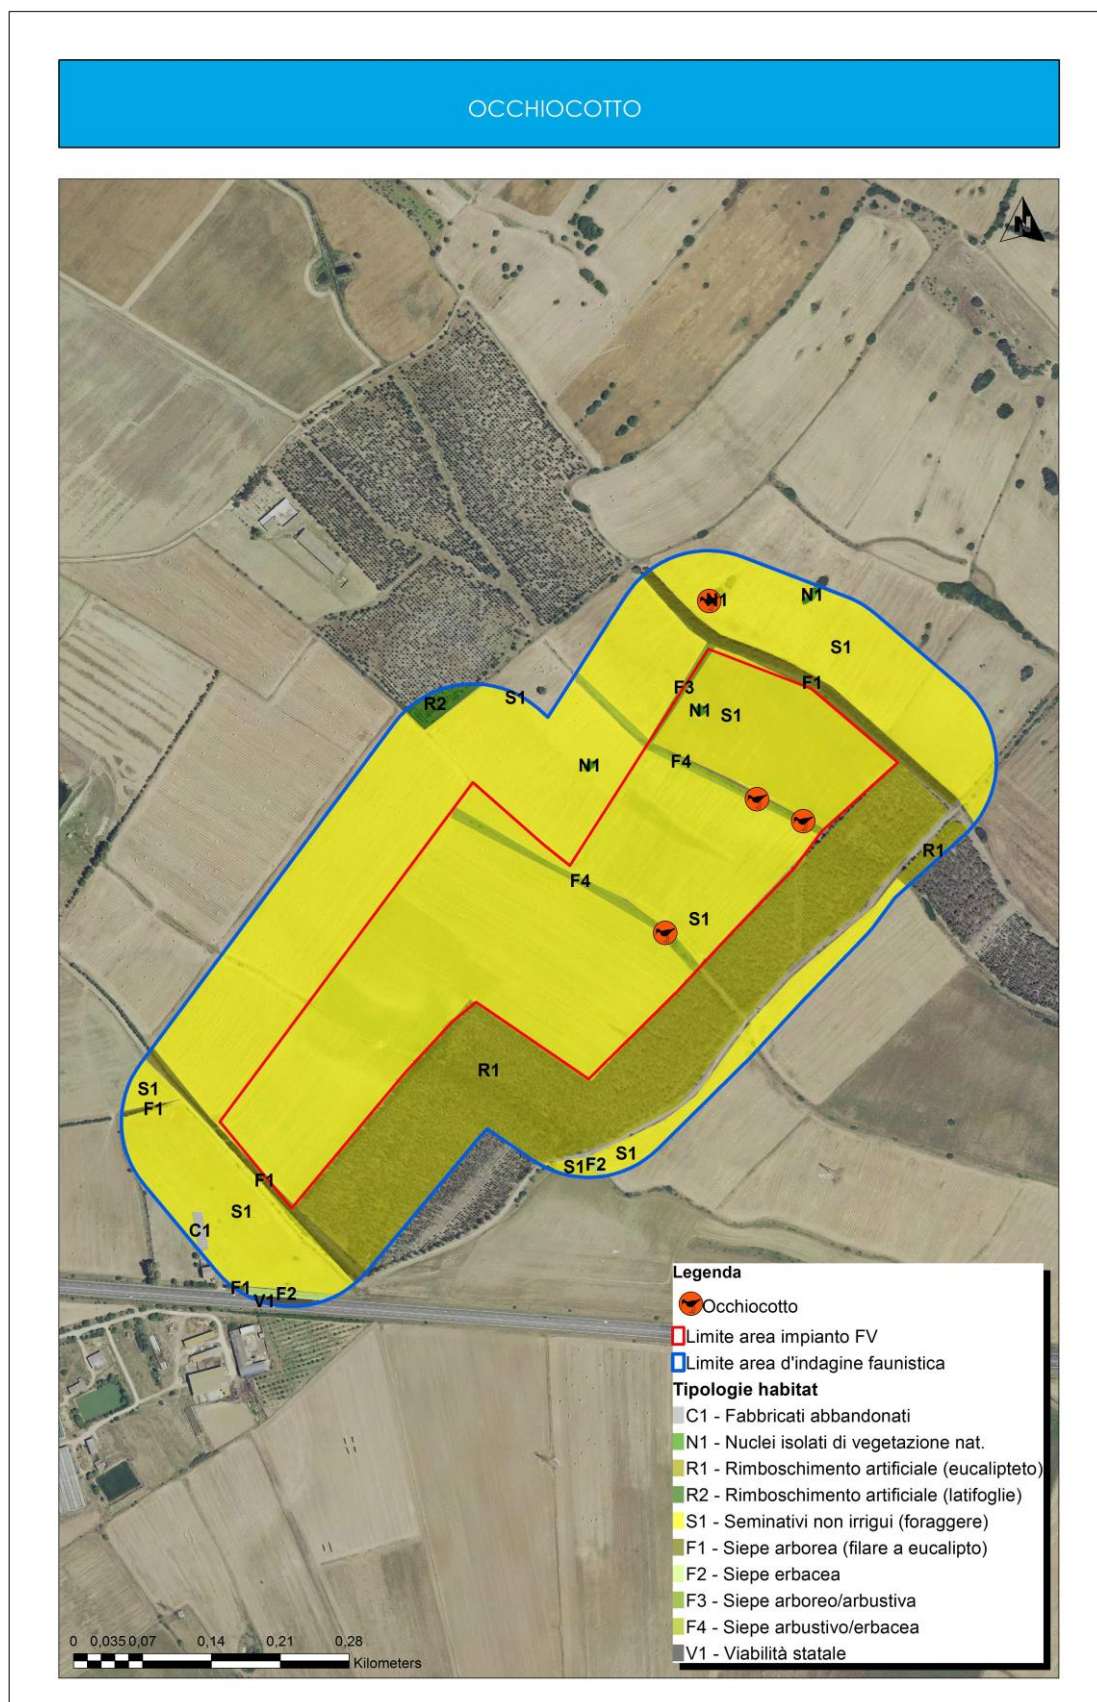 OCCHIOCOTTO
N
N1
N1
S1
F3
F1
R2
S1
N1
S1
F4
N1
R1
F4
S1
R1
S1
F1
S1
S1
F2
F1
S1
C1
F1
F2
V1
Legenda
Occhiocotto
Limite area impianto FV
Limite area d'indagine faunistica
Tipologie habitat
C1 - Fabbricati abbandonati
N1 - Nuclei isolati di vegetazione nat.
R1 - Rimboschimento artificiale (eucalipteto)
R2 - Rimboschimento artificiale (latifoglie)
S1 - Seminativi non irrigui (foraggere)
F1 - Siepe arborea (filare a eucalipto)
F2 - Siepe erbacea
F3 - Siepe arboreo/arbustiva
F4 - Siepe arbustivo/erbacea
V1 - Viabilità statale
0 0,035 0,07 0,14 0,21 0,28
Kilometers